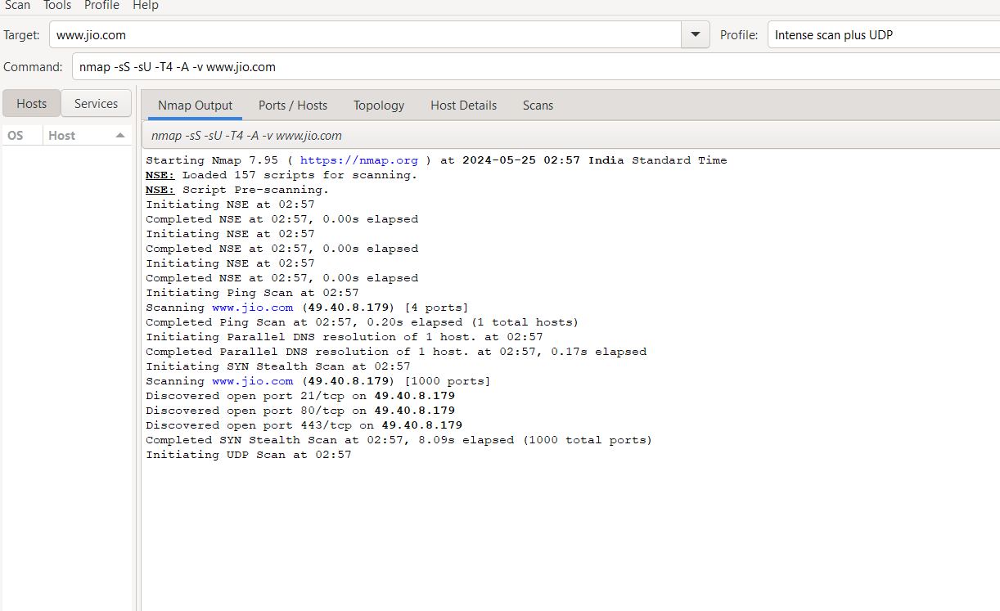 Scan Tools Profile Help
Target: www.jio.com Profile: Intense scan plus UDP
Command: nmap -sS -sU -T4 -A -v www.jio.com
Hosts Services Nmap Output Ports / Hosts Topology Host Details Scans
OS Host nmap -sS -sU -T4 -A -v www.jio.com
Starting Nmap 7.95 ( https://nmap.org ) at 2024-05-25 02:57 India Standard Time
NSE: Loaded 157 scripts for scanning.
NSE: Script Pre-scanning.
Initiating NSE at 02:57
Completed NSE at 02:57, 0.00s elapsed
Initiating NSE at 02:57
Completed NSE at 02:57, 0.00s elapsed
Initiating NSE at 02:57
Completed NSE at 02:57, 0.00s elapsed
Initiating Ping Scan at 02:57
Scanning www.jio.com (49.40.8.179) [4 ports]
Completed Ping Scan at 02:57, 0.20s elapsed (1 total hosts)
Initiating Parallel DNS resolution of 1 host. at 02:57
Completed Parallel DNS resolution of 1 host. at 02:57, 0.17s elapsed
Initiating SYN Stealth Scan at 02:57
Scanning www.jio.com (49.40.8.179) [1000 ports]
Discovered open port 21/tcp on 49.40.8.179
Discovered open port 80/tcp on 49.40.8.179
Discovered open port 443/tcp on 49.40.8.179
Completed SYN Stealth Scan at 02:57, 8.09s elapsed (1000 total ports)
Initiating UDP Scan at 02:57